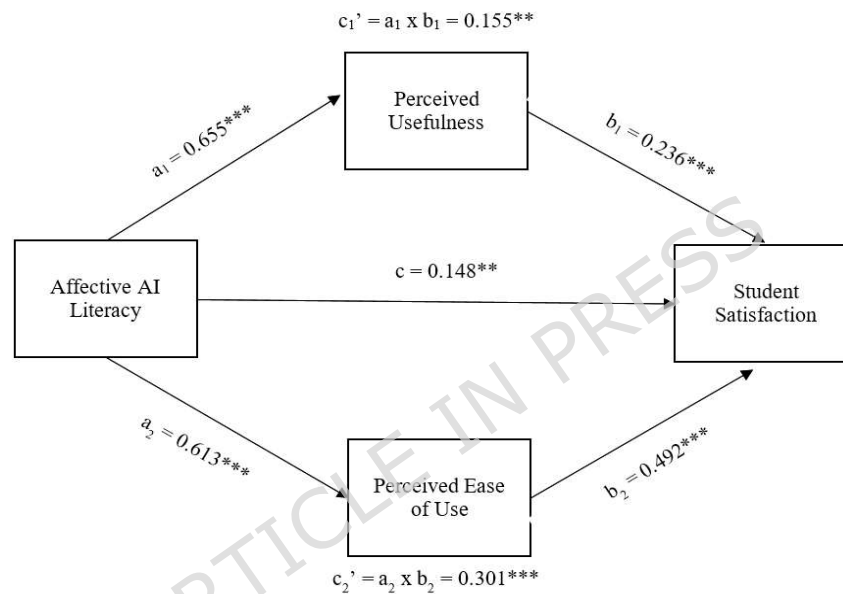 c₁’ = a₁ x b₁ = 0.155**
Perceived
Usefulness
a₁ = 0.655***
b₁ = 0.236***
Affective AI
Literacy
c = 0.148**
Student
Satisfaction
a₂ = 0.613***
b₂ = 0.492***
Perceived Ease
of Use
c₂’ = a₂ x b₂ = 0.301***
ARTICLE IN PRESS